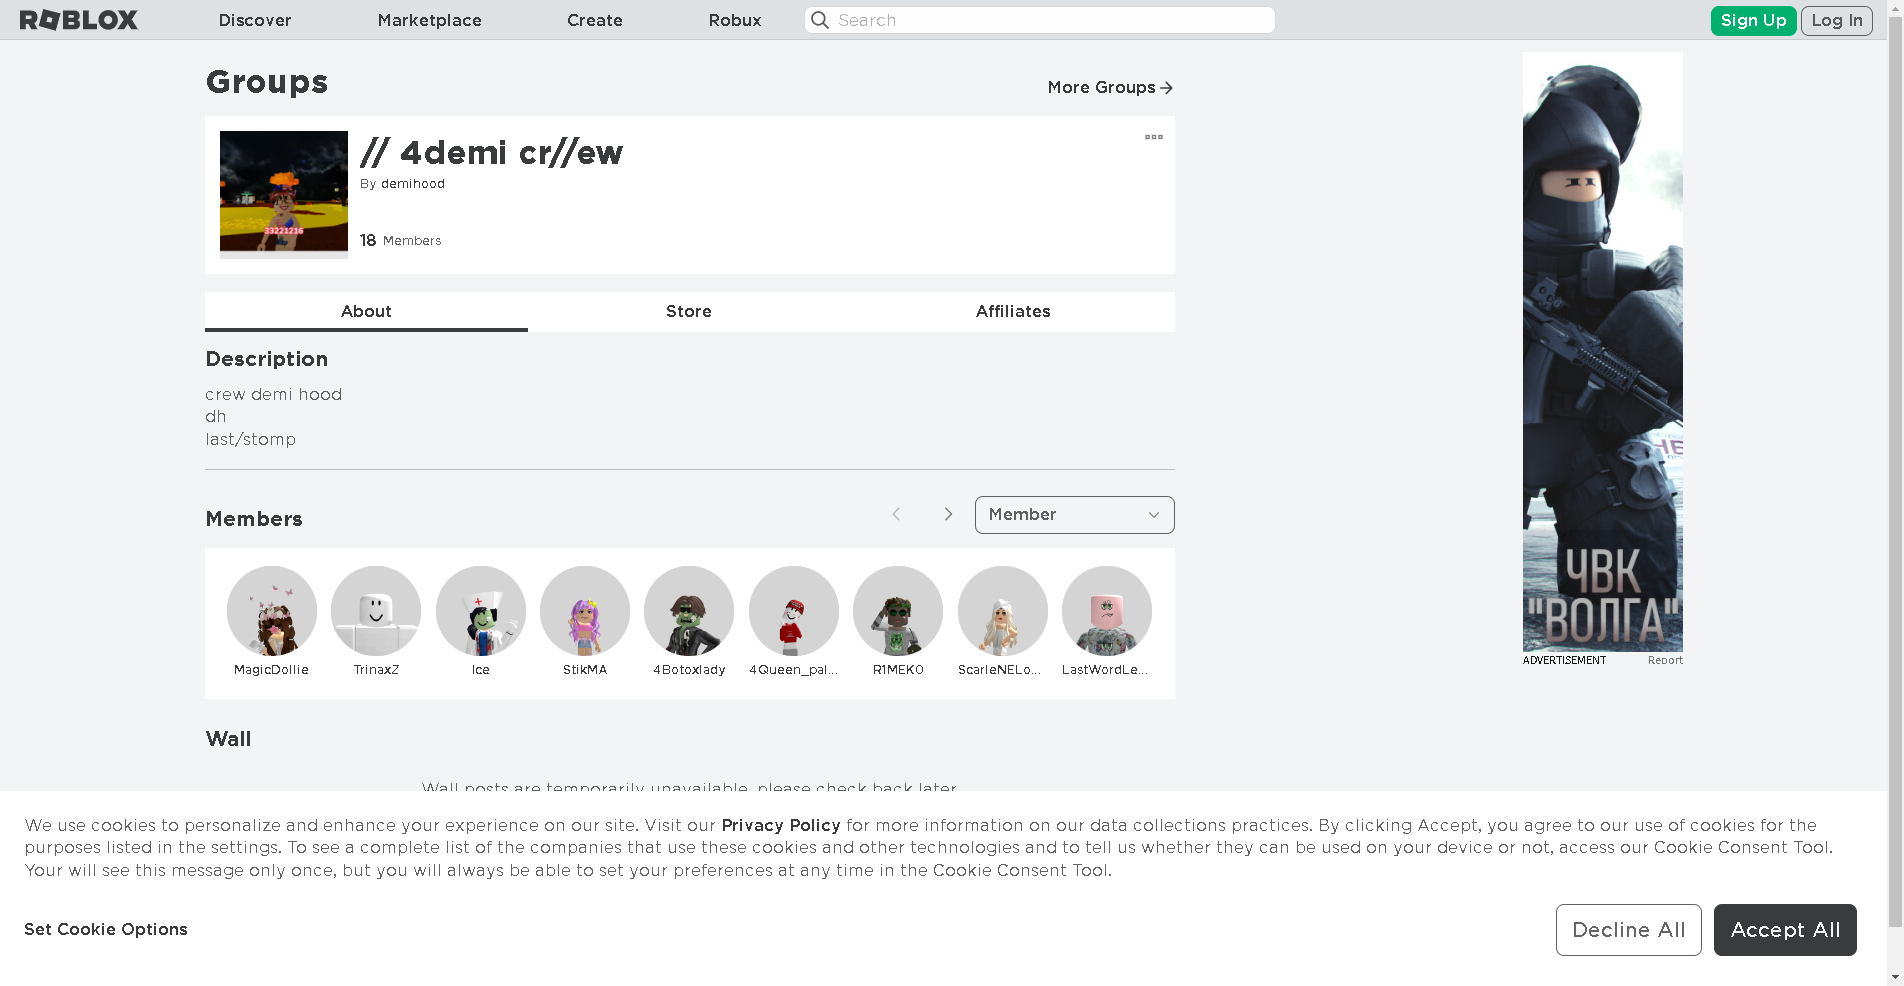 ROBLOX
Discover
Marketplace
Create
Robux
Search
Sign Up
Log In
Groups
More Groups
// 4demi cr//ew
By demihood
33221216
18 Members
About
Store
Affiliates
Description
crew demi hood
dh
last/stomp
Members
Member
MagicDollie
TrinaxZ
Ice
StikMA
4Botoxlady
4Queen_pal...
R1MEKO
ScarleNELo...
LastWordLe...
ЧВК
"ВОЛГА"
ADVERTISEMENT
Report
Wall
Wall posts are temporarily unavailable, please check back later.
We use cookies to personalize and enhance your experience on our site. Visit our Privacy Policy for more information on our data collections practices. By clicking Accept, you agree to our use of cookies for the
purposes listed in the settings. To see a complete list of the companies that use these cookies and other technologies and to tell us whether they can be used on your device or not, access our Cookie Consent Tool.
Your will see this message only once, but you will always be able to set your preferences at any time in the Cookie Consent Tool.
Set Cookie Options
Decline All
Accept All